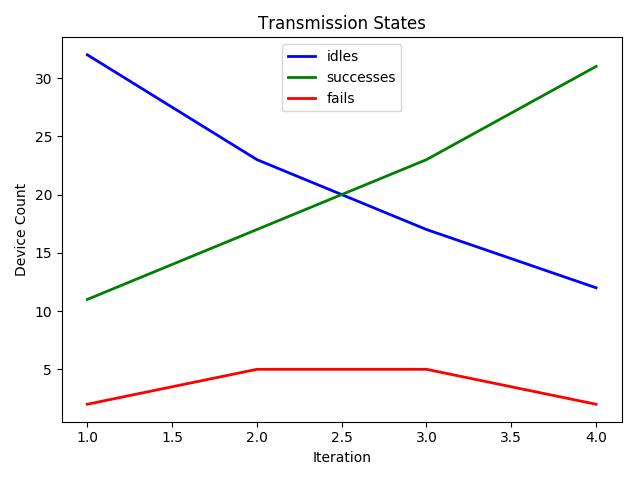 Transmission States
idles
successes
fails
Device Count
30
25
20
15
10
5
1.0 1.5 2.0 2.5 3.0 3.5 4.0
Iteration